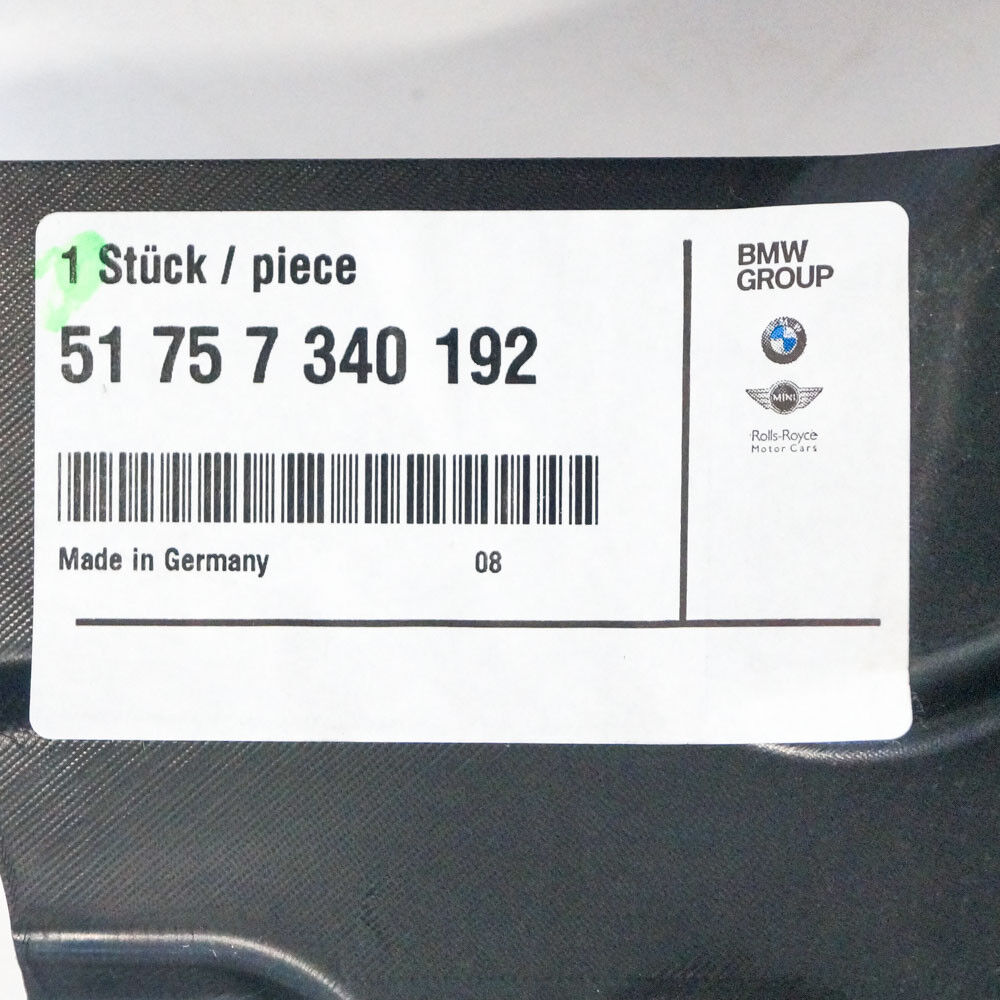 1 Stück / piece
51 75 7 340 192
Made in Germany 08
BMW
GROUP
BMW
MINI
Rolls-Royce
Motor Cars